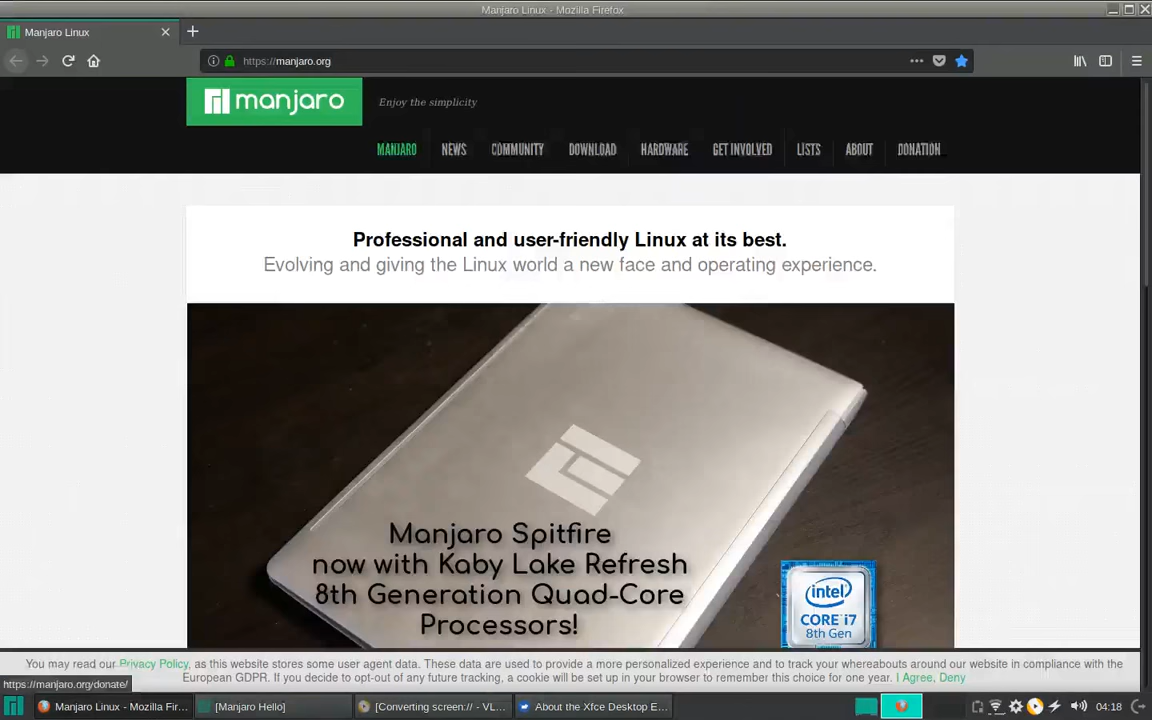 Manjaro Linux - Mozilla Firefox
Manjaro Linux
https://manjaro.org
manjaro
Enjoy the simplicity
MANJARO NEWS COMMUNITY DOWNLOAD HARDWARE GET INVOLVED LISTS ABOUT DONATION
Professional and user-friendly Linux at its best.
Evolving and giving the Linux world a new face and operating experience.
Manjaro Spitfire
now with Kaby Lake Refresh
8th Generation Quad-Core
Processors!
intel
CORE i7
8th Gen
You may read our Privacy Policy, as this website stores some user agent data. These data are used to provide a more personalized experience and to track your whereabouts around our website in compliance with the
European GDPR. If you decide to opt-out of any future tracking, a cookie will be set up in your browser to remember this choice for one year. I Agree, Deny
https://manjaro.org/donate/
Manjaro Linux - Mozilla Fir... [Manjaro Hello] [Converting screen:// - VL... About the Xfce Desktop E... 04:18